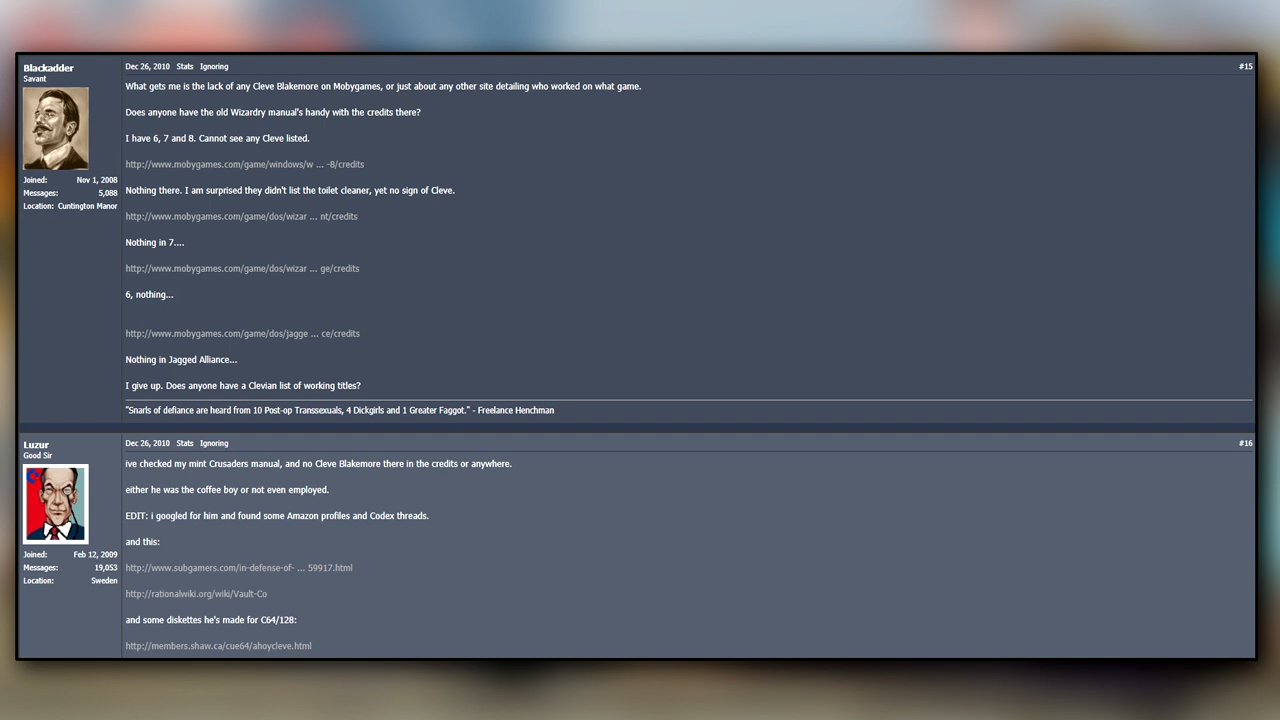 Blackadder
Savant
Joined: Nov 1, 2008
Messages: 5,088
Location: Cuntington Manor
Dec 26, 2010 Stats Ignoring #15
What gets me is the lack of any Cleve Blakemore on Mobygames, or just about any other site detailing who worked on what game.
Does anyone have the old Wizardry manual's handy with the credits there?
I have 6, 7 and 8. Cannot see any Cleve listed.
http://www.mobygames.com/game/windows/w ... -8/credits
Nothing there. I am surprised they didn't list the toilet cleaner, yet no sign of Cleve.
http://www.mobygames.com/game/dos/wizar ... nt/credits
Nothing in 7....
http://www.mobygames.com/game/dos/wizar ... ge/credits
6, nothing...
http://www.mobygames.com/game/dos/jagge ... ce/credits
Nothing in Jagged Alliance...
I give up. Does anyone have a Clevian list of working titles?
"Snarls of defiance are heard from 10 Post-op Transsexuals, 4 Dickgirls and 1 Greater Faggot." - Freelance Henchman
Luzur
Good Sir
Joined: Feb 12, 2009
Messages: 19,053
Location: Sweden
Dec 26, 2010 Stats Ignoring #16
ive checked my mint Crusaders manual, and no Cleve Blakemore there in the credits or anywhere.
either he was the coffee boy or not even employed.
EDIT: i googled for him and found some Amazon profiles and Codex threads.
and this:
http://www.subgamers.com/in-defense-of- ... 59917.html
http://rationalwiki.org/wiki/Vault-Co
and some diskettes he's made for C64/128:
http://members.shaw.ca/cue64/ahoycleve.html